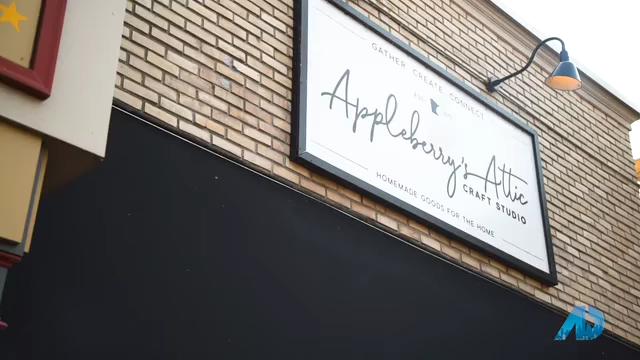 GATHER CREATE CONNECT
Appleberry's Attic
CRAFT STUDIO
HOMEMADE GOODS FOR THE HOME